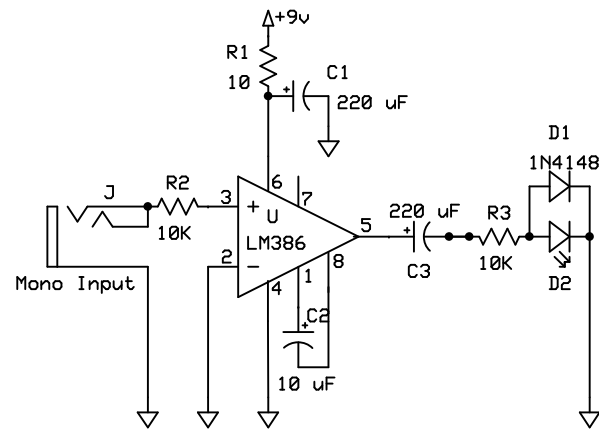 +9v
R1
10
C1
220 uF
D1
1N4148
J
R2
10K
3
+
U
LM386
2
−
6
7
5
8
1
4
220 uF
C3
R3
10K
D2
Mono Input
C2
10 uF
+
+
+